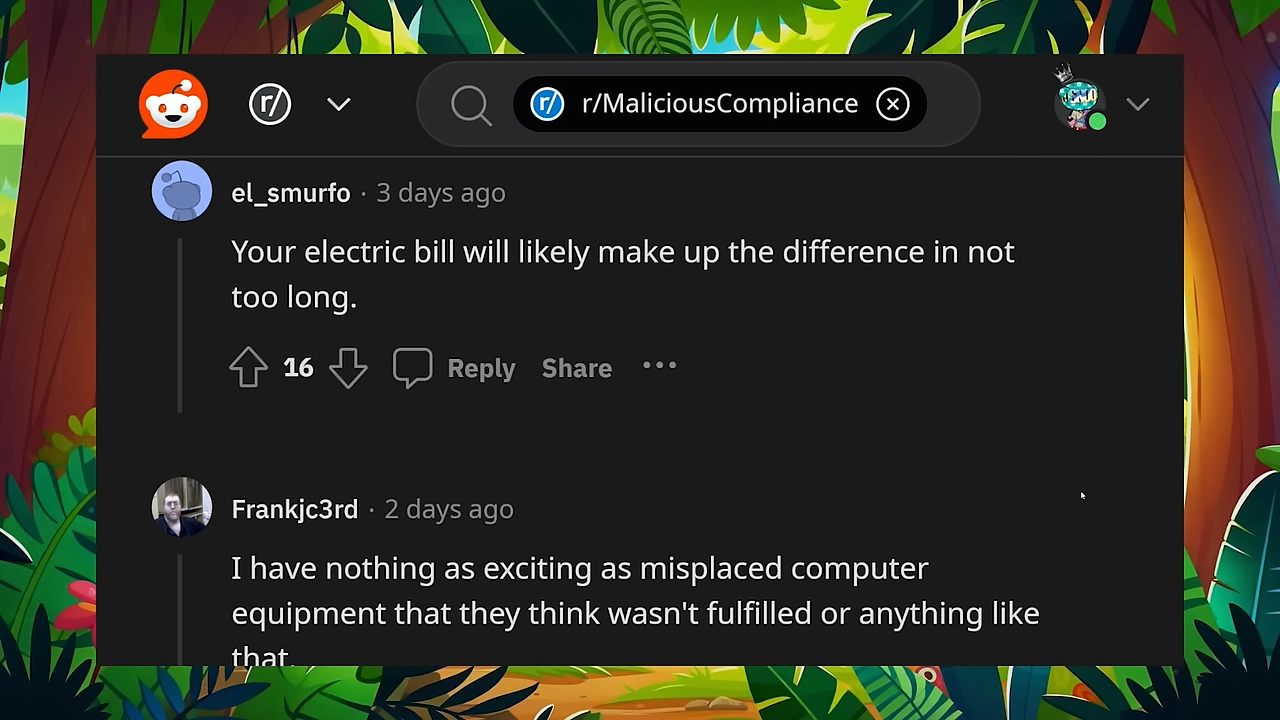 r/ r/MaliciousCompliance
el_smurfo · 3 days ago
Your electric bill will likely make up the difference in not
too long.
16 Reply Share ···
Frankjc3rd · 2 days ago
I have nothing as exciting as misplaced computer
equipment that they think wasn't fulfilled or anything like
that.